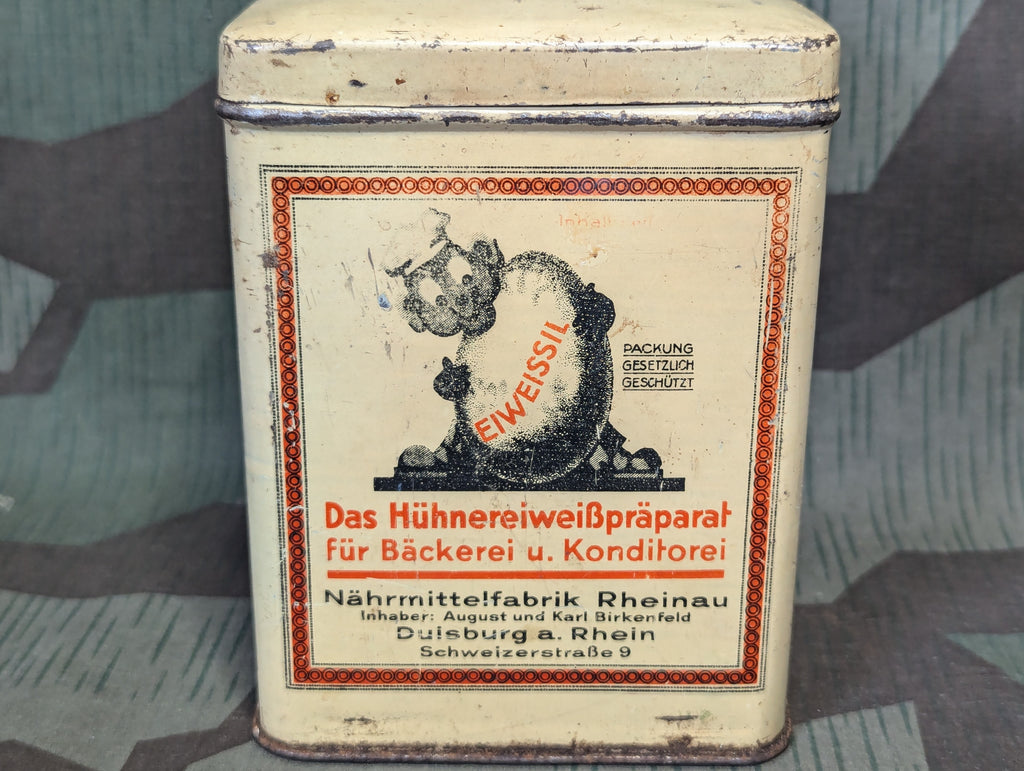 EIWEISSIL
PACKUNG
GESETZLICH
GESCHÜTZT
Das Hühnereiweißpräparat
für Bäckerei u. Konditorei
Nährmittelfabrik Rheinau
Inhaber: August und Karl Birkenfeld
Duisburg a. Rhein
Schweizerstraße 9